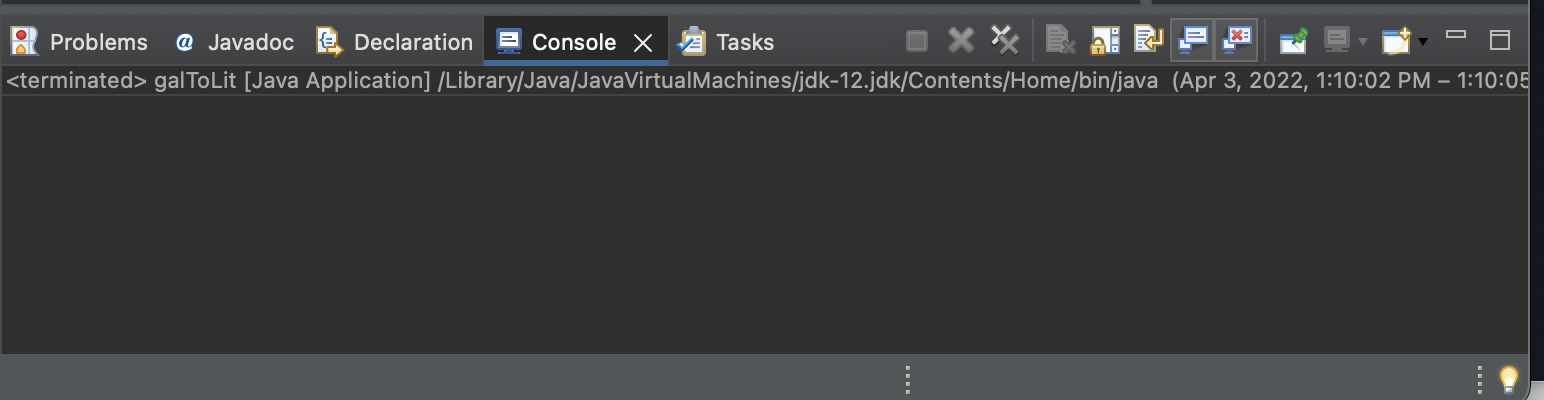 Problems @ Javadoc Declaration Console Tasks
<terminated> galToLit [Java Application] /Library/Java/JavaVirtualMachines/jdk-12.jdk/Contents/Home/bin/java (Apr 3, 2022, 1:10:02 PM – 1:10:05